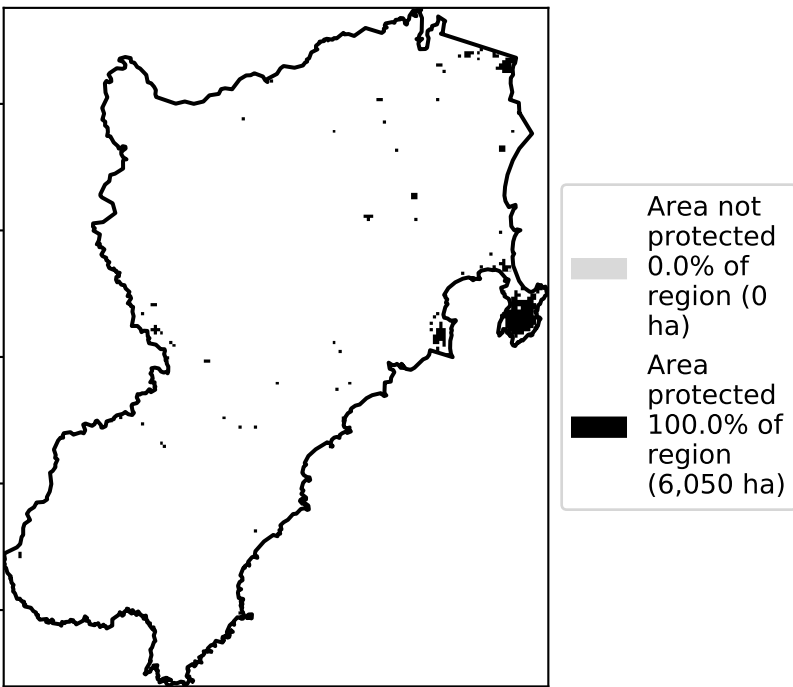 Area not
protected
0.0% of
region (0
ha)
Area
protected
100.0% of
region
(6,050 ha)